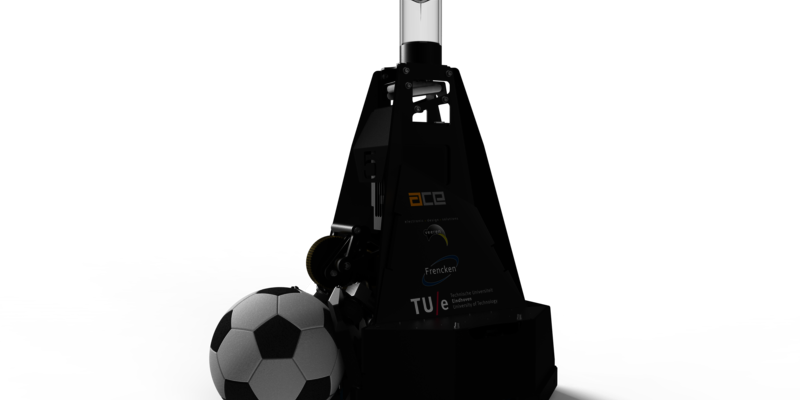 ace
Frencken
TU/e
Technische Universiteit
Eindhoven
University of Technology